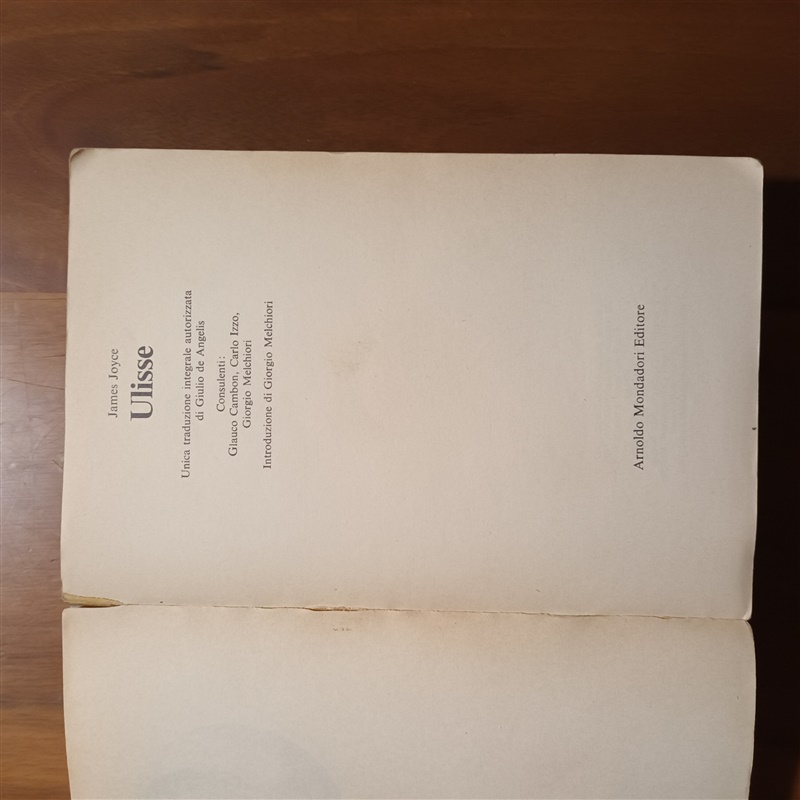 James Joyce
Ulisse
Unica traduzione integrale autorizzata
di Giulio de Angelis
Consulenti:
Glauco Cambon, Carlo Izzo,
Giorgio Melchiori
Introduzione di Giorgio Melchiori
Arnoldo Mondadori Editore